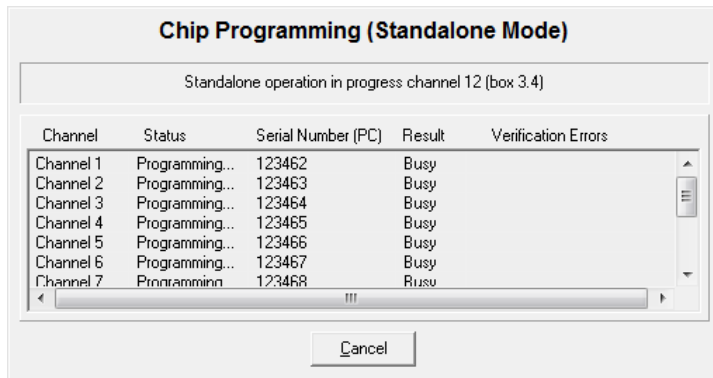 Chip Programming (Standalone Mode)
Standalone operation in progress channel 12 (box 3.4)
Channel Status Serial Number (PC) Result Verification Errors
Channel 1 Programming... 123462 Busy
Channel 2 Programming... 123463 Busy
Channel 3 Programming... 123464 Busy
Channel 4 Programming... 123465 Busy
Channel 5 Programming... 123466 Busy
Channel 6 Programming... 123467 Busy
Channel 7 Programming 123468 Busy
Cancel